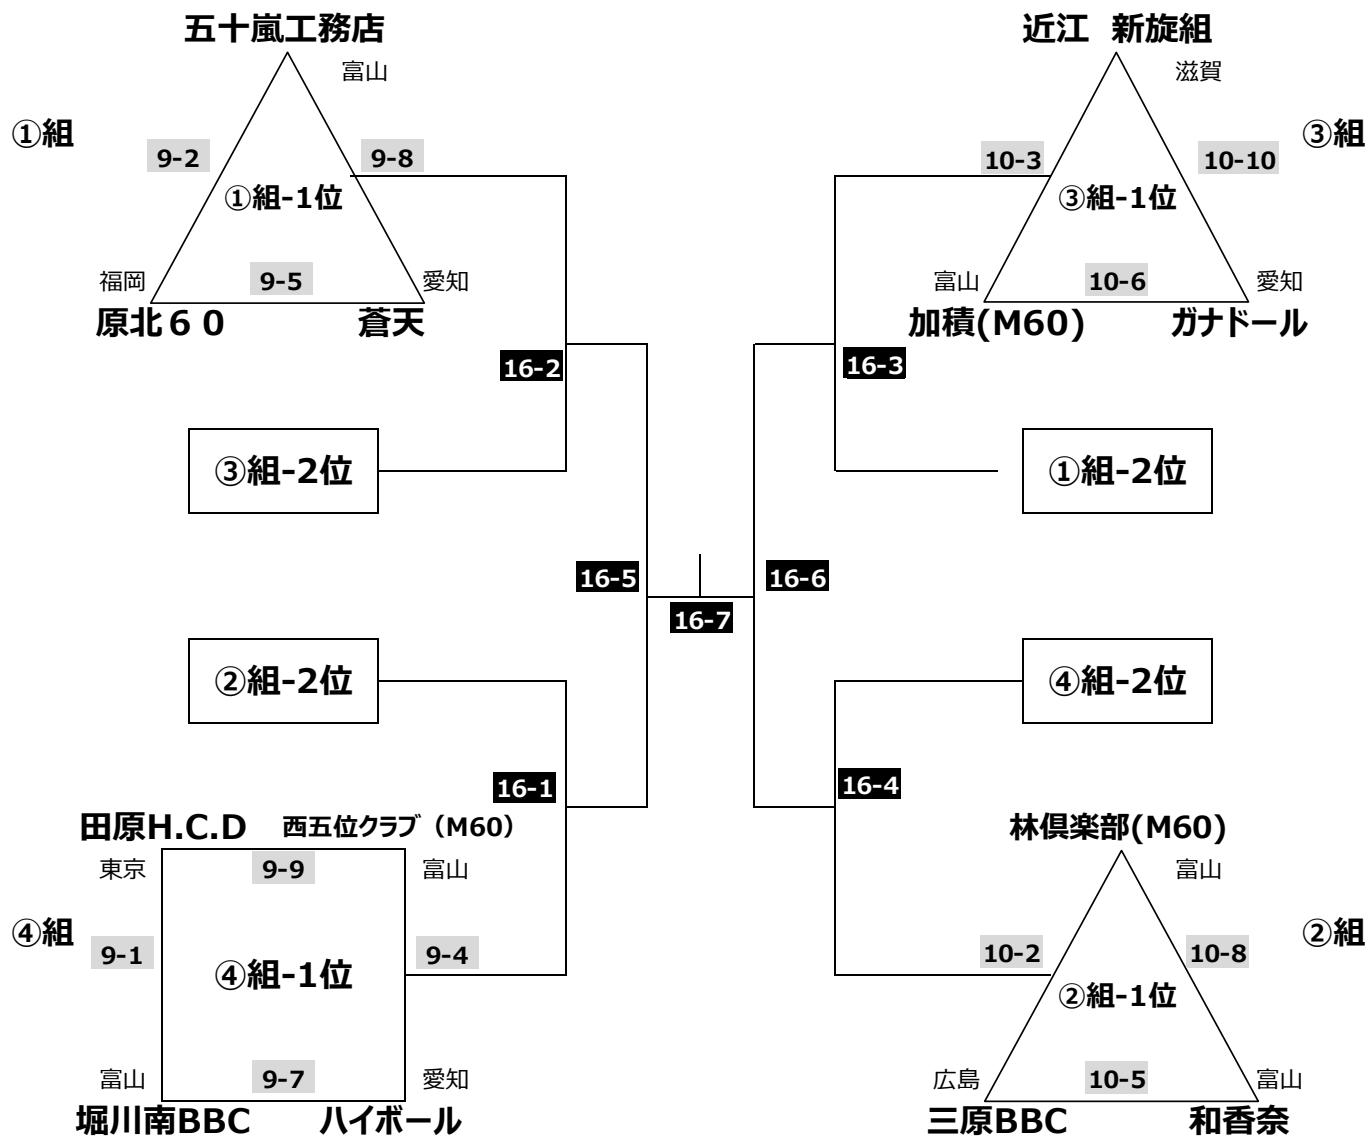 五十嵐工務店
富山
①組
9-2
9-8
①組-1位
福岡
9-5
愛知
原北６０
蒼天
近江 新旋組
滋賀
③組
10-3
10-10
③組-1位
富山
10-6
愛知
加積(M60)
ガナドール
16-2
16-3
③組-2位
①組-2位
16-5
16-6
16-7
②組-2位
④組-2位
16-1
16-4
田原H.C.D
西五位クラブ（M60）
東京
9-9
富山
④組
9-1
9-4
④組-1位
富山
9-7
愛知
堀川南BBC
ハイボール
林倶楽部(M60)
富山
②組
10-2
10-8
②組-1位
広島
10-5
富山
三原BBC
和香奈